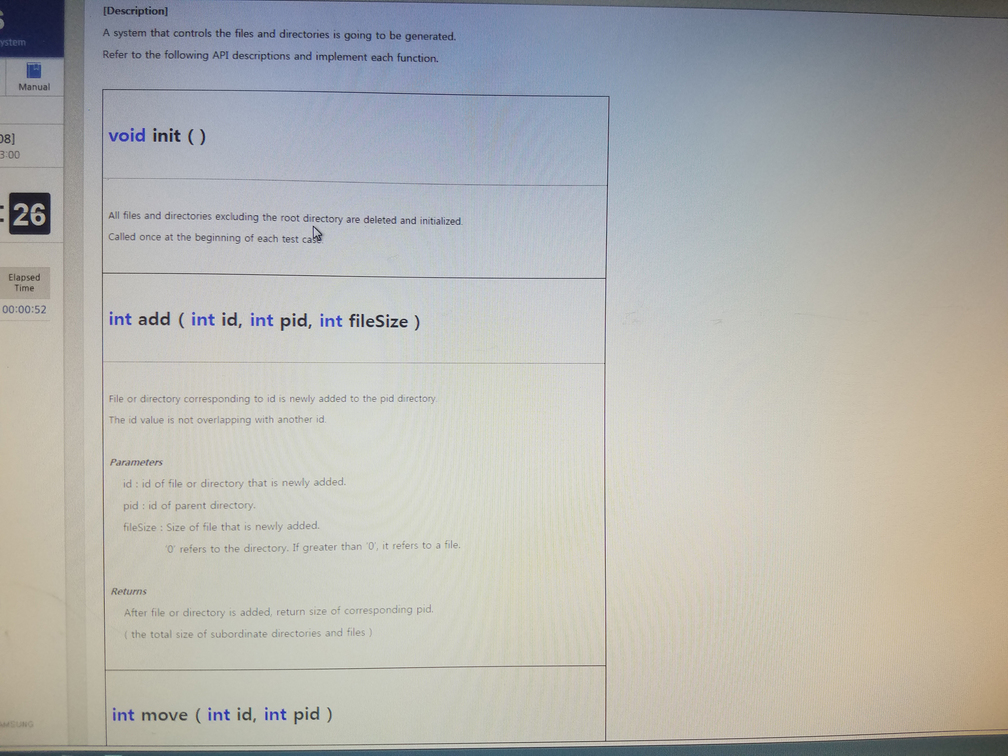 S
ystem
Manual
08]
3:00
: 26
Elapsed
Time
00:00:52
[Description]
A system that controls the files and directories is going to be generated.
Refer to the following API descriptions and implement each function.
void init ( )
All files and directories excluding the root directory are deleted and initialized.
Called once at the beginning of each test case
int add ( int id, int pid, int fileSize )
File or directory corresponding to id is newly added to the pid directory.
The id value is not overlapping with another id.
Parameters
id : id of file or directory that is newly added.
pid : id of parent directory.
fileSize : Size of file that is newly added.
'0' refers to the directory. If greater than '0', it refers to a file.
Returns
After file or directory is added, return size of corresponding pid.
( the total size of subordinate directories and files )
int move ( int id, int pid )